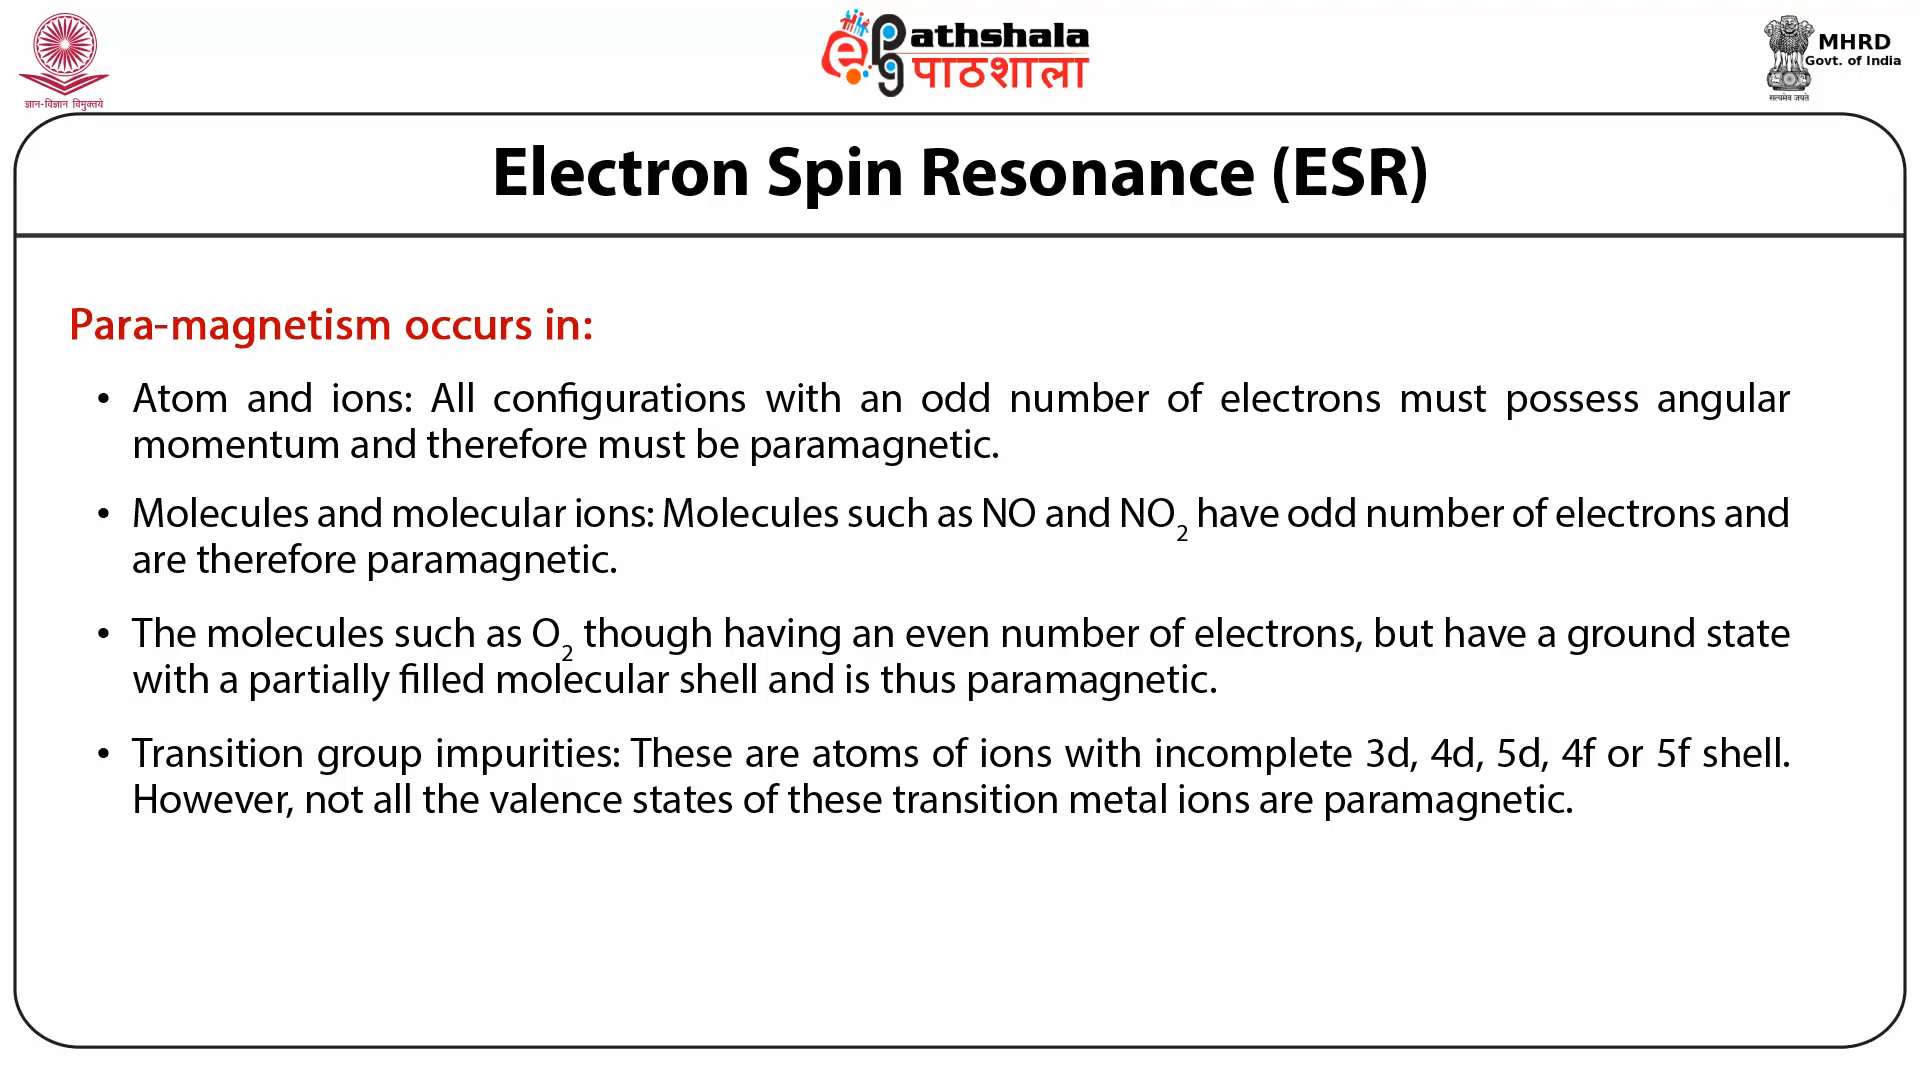 ज्ञान-विज्ञान विमुक्तये
ePathshala
पाठशाला
सत्यमेव जयते
MHRD
Govt. of India
Electron Spin Resonance (ESR)
Para-magnetism occurs in:
• Atom and ions: All configurations with an odd number of electrons must possess angular
momentum and therefore must be paramagnetic.
• Molecules and molecular ions: Molecules such as NO and NO₂ have odd number of electrons and
are therefore paramagnetic.
• The molecules such as O₂ though having an even number of electrons, but have a ground state
with a partially filled molecular shell and is thus paramagnetic.
• Transition group impurities: These are atoms of ions with incomplete 3d, 4d, 5d, 4f or 5f shell.
However, not all the valence states of these transition metal ions are paramagnetic.